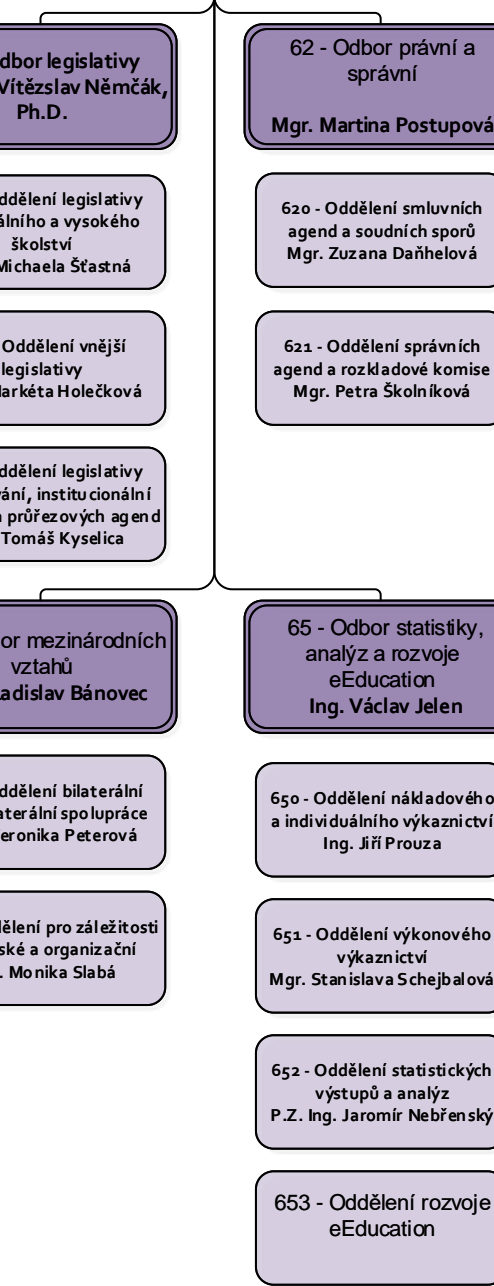 dbor legislativy
Vítězslav Němčák,
Ph.D.
ddělení legislativy
álního a vysokého
školství
Michaela Šťastná
Oddělení vnější
legislativy
arkéta Holečková
ddělení legislativy
vání, institucionální
a průřezových agend
Tomáš Kyselica
62 - Odbor právní a
správní
Mgr. Martina Postupová
620 - Oddělení smluvních
agend a soudních sporů
Mgr. Zuzana Daňhelová
621 - Oddělení správních
agend a rozkladové komise
Mgr. Petra Školníková
or mezinárodních
vztahů
adislav Bánovec
ddělení bilaterální
aterální spolupráce
eronika Peterová
dělení pro záležitosti
ské a organizační
. Monika Slabá
65 - Odbor statistiky,
analýz a rozvoje
eEducation
Ing. Václav Jelen
650 - Oddělení nákladového
a individuálního výkaznictví
Ing. Jiří Prouza
651 - Oddělení výkonového
výkaznictví
Mgr. Stanislava Schejbalová
652 - Oddělení statistických
výstupů a analýz
P.Z. Ing. Jaromír Nebřenský
653 - Oddělení rozvoje
eEducation